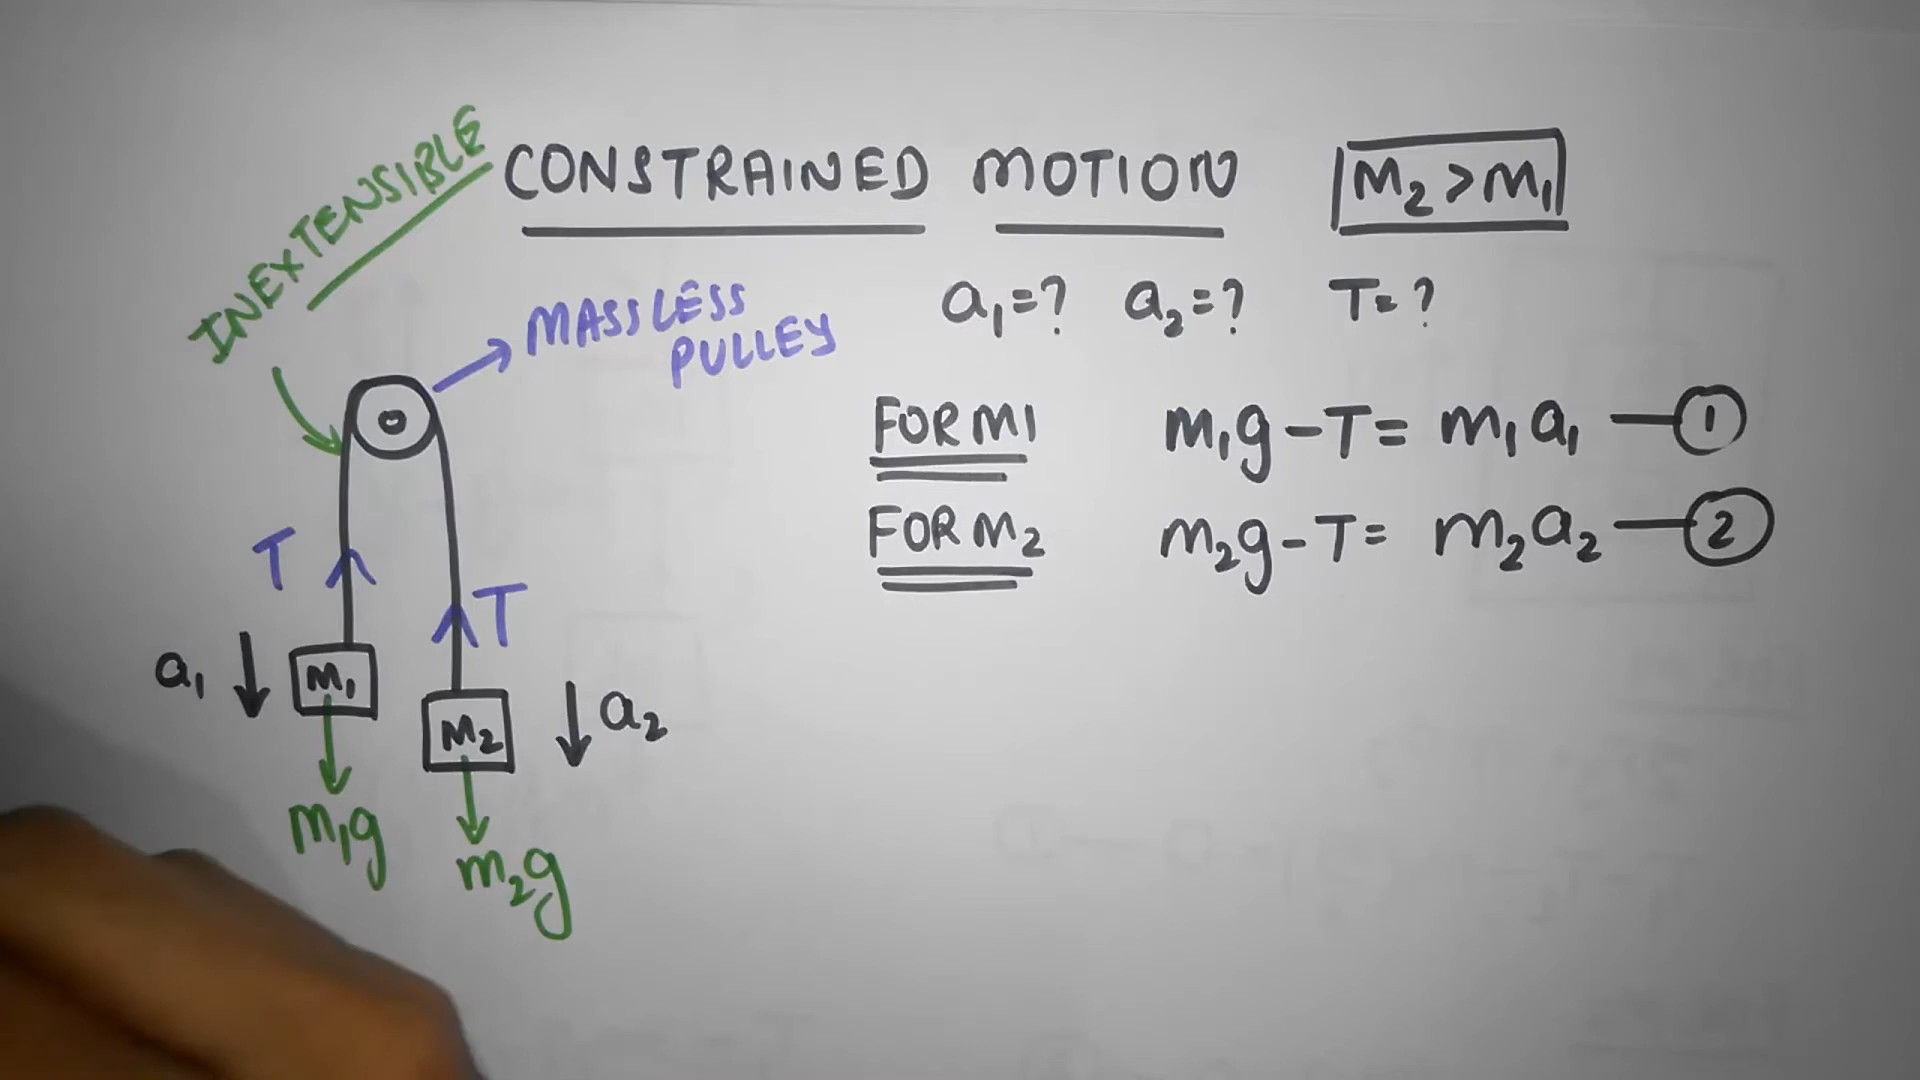 INEXTENSIBLE
CONSTRAINED MOTION
M₂>M₁
MASSLESS
PULLEY
a₁=? a₂=? T=?
FOR M1 m₁g-T= m₁a₁ —①
FOR M₂ m₂g-T= m₂a₂ —②
T
T
a₁
M₁
M₂
a₂
m₁g
m₂g